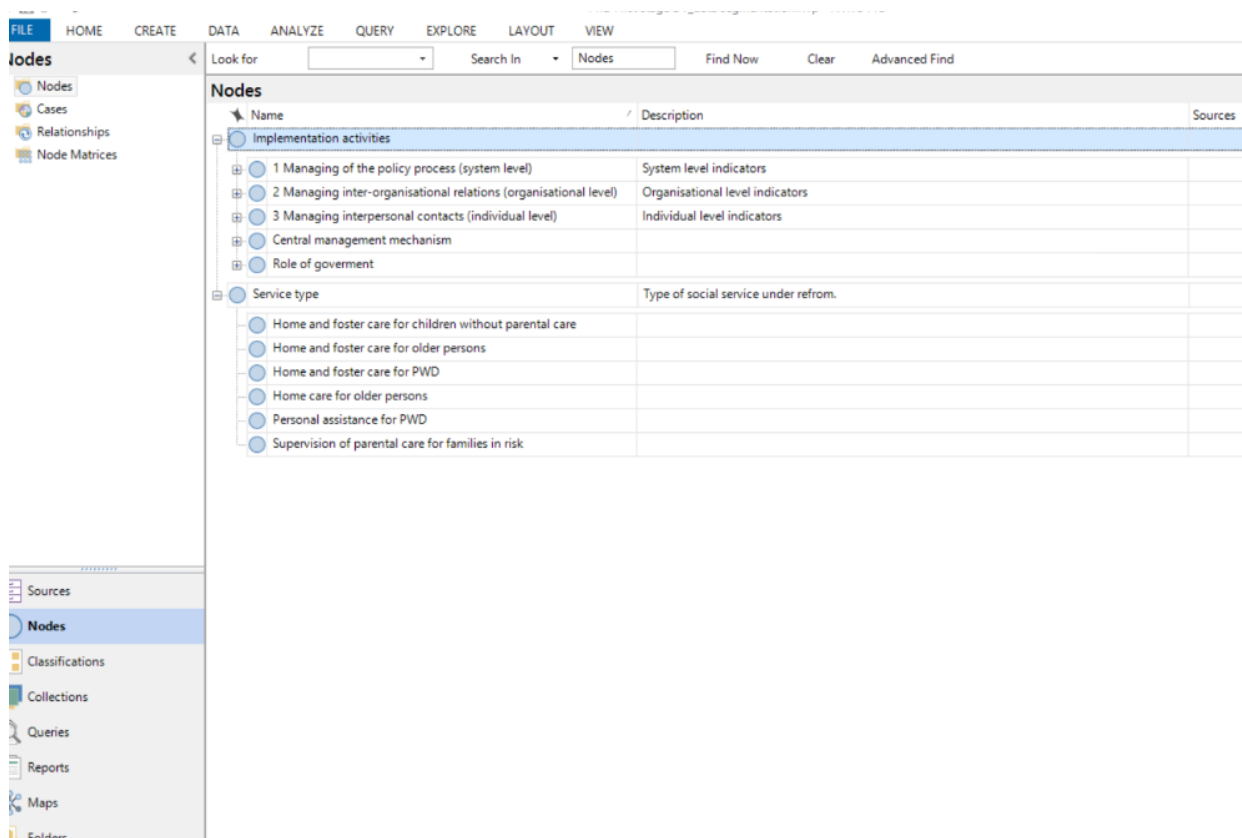 FILE HOME CREATE DATA ANALYZE QUERY EXPLORE LAYOUT VIEW
Nodes
Look for Search In Nodes Find Now Clear Advanced Find
Nodes
Cases
Relationships
Node Matrices
Nodes
Name Description Sources
Implementation activities
1 Managing of the policy process (system level) System level indicators
2 Managing inter-organisational relations (organisational level) Organisational level indicators
3 Managing interpersonal contacts (individual level) Individual level indicators
Central management mechanism
Role of goverment
Service type Type of social service under refrom.
Home and foster care for children without parental care
Home and foster care for older persons
Home and foster care for PWD
Home care for older persons
Personal assistance for PWD
Supervision of parental care for families in risk
Sources
Nodes
Classifications
Collections
Queries
Reports
Maps
Folders